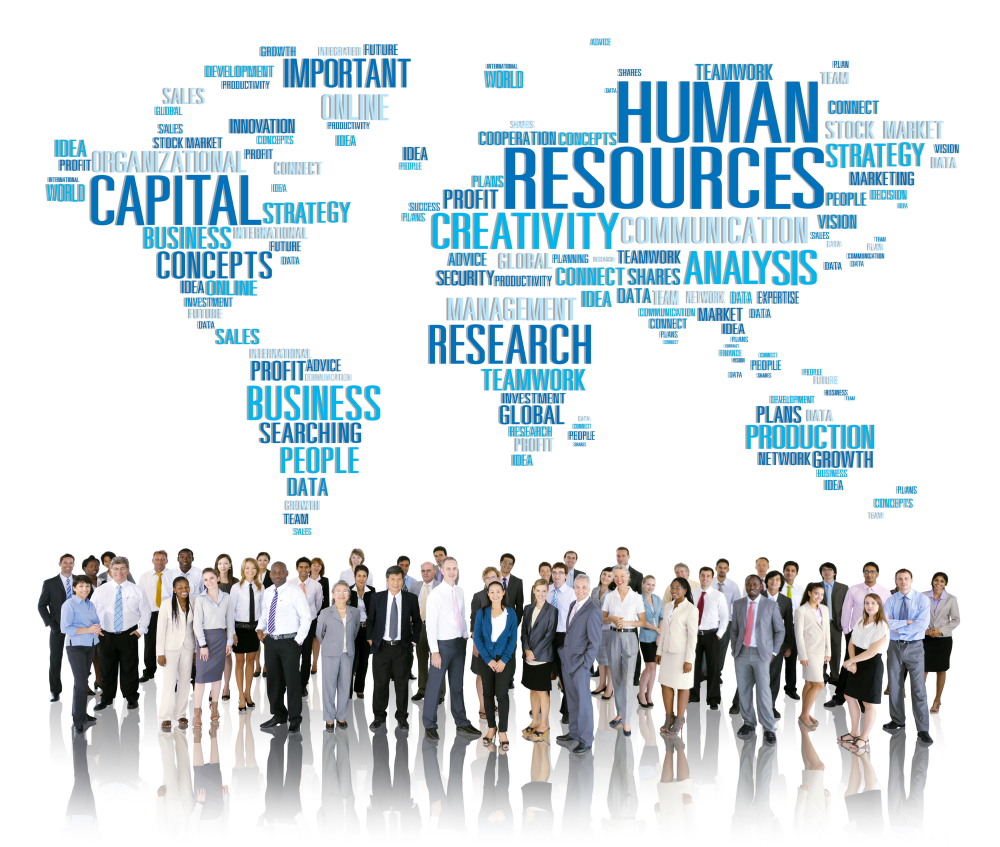 ADVICE
GROWTH INTEGRATED FUTURE
INTERNATIONAL
WORLD
DEVELOPMENT IMPORTANT
PRODUCTIVITY
SHARES TEAMWORK PLAN
TEAM
DATA HUMAN
SALES ONLINE
GLOBAL
CONNECT
SALES INNOVATION PRODUCTIVITY
SHARES
STOCK MARKET
STOCK MARKET CONCEPTS IDEA
COOPERATION CONCEPTS
IDEA PROFIT ORGANIZATIONAL PROFIT
CONNECT
IDEA
PEOPLE
RESOURCES STRATEGY VISION
DATA
INTERNATIONAL
WORLD CAPITAL IDEA
PLANS
PROFIT
MARKETING
PEOPLE DECISION
IDEA
STRATEGY
SUCCESS
PLANS
BUSINESS INTERNATIONAL
CREATIVITY COMMUNICATION VISION
SALES
DATA
TEAM
PLAN
COMMUNICATION
DATA
FUTURE
CONCEPTS DATA
ADVICE GLOBAL PLANNING RESEARCH TEAMWORK
SECURITY PRODUCTIVITY CONNECT SHARES ANALYSIS DATA
IDEA ONLINE
INVESTMENT
FUTURE
DATA
MANAGEMENT IDEA DATA TEAM NETWORK DATA EXPERTISE
COMMUNICATION MARKET DATA
CONNECT IDEA
PLANS PLANS
CONNECT CONNECT
SALES
RESEARCH
FINANCE CONNECT
VISION PEOPLE
DATA SHARES
INTERNATIONAL
PROFIT ADVICE
COMMUNICATION
TEAMWORK
PEOPLE
FUTURE
BUSINESS
TEAM
BUSINESS
INVESTMENT
GLOBAL
DATA
CONNECT
DEVELOPMENT
PLANS DATA
SEARCHING
RESEARCH PEOPLE
PROFIT SHARES
PRODUCTION
PEOPLE
IDEA
NETWORK GROWTH
BUSINESS
IDEA
DATA
GROWTH
TEAM
SALES
PLANS
CONCEPTS
TEAM